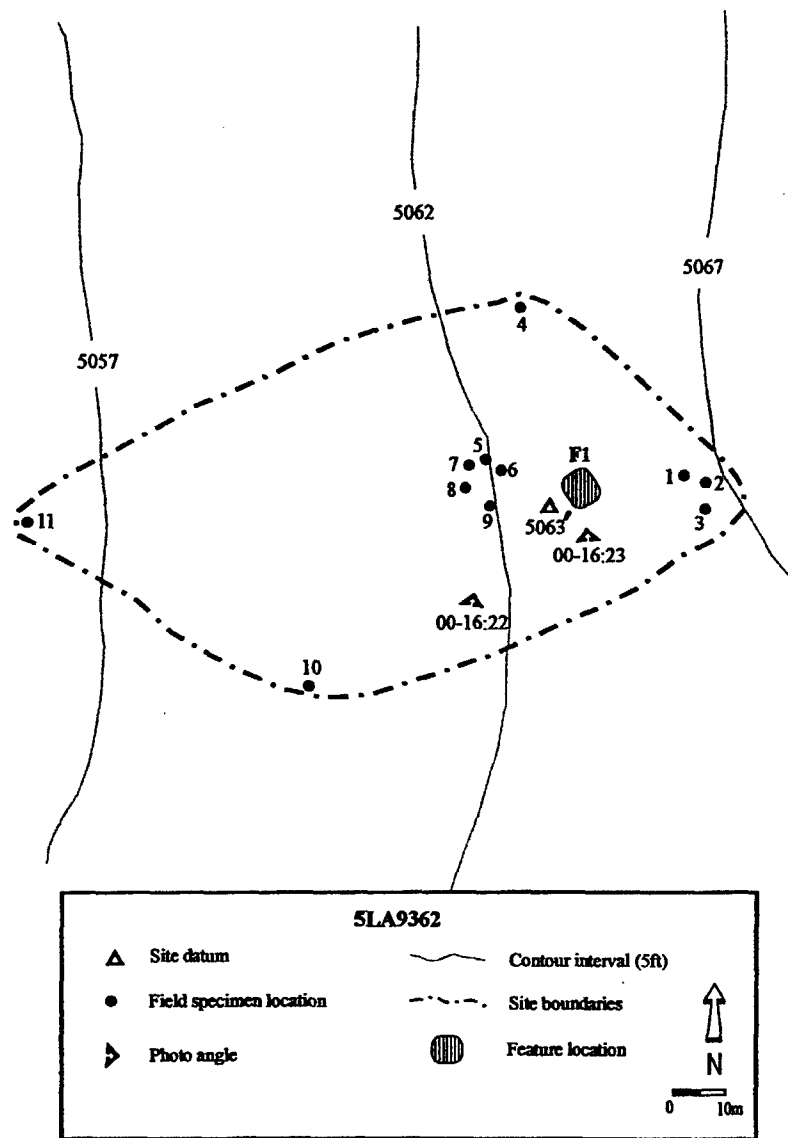 5062
5067
4
5057
5
7
6
F1
1
2
8
9
3
11
5063
00-16:23
00-16:22
10
5LA9362
Site datum
Contour interval (5ft)
Field specimen location
Site boundaries
Photo angle
Feature location
N
0 10m